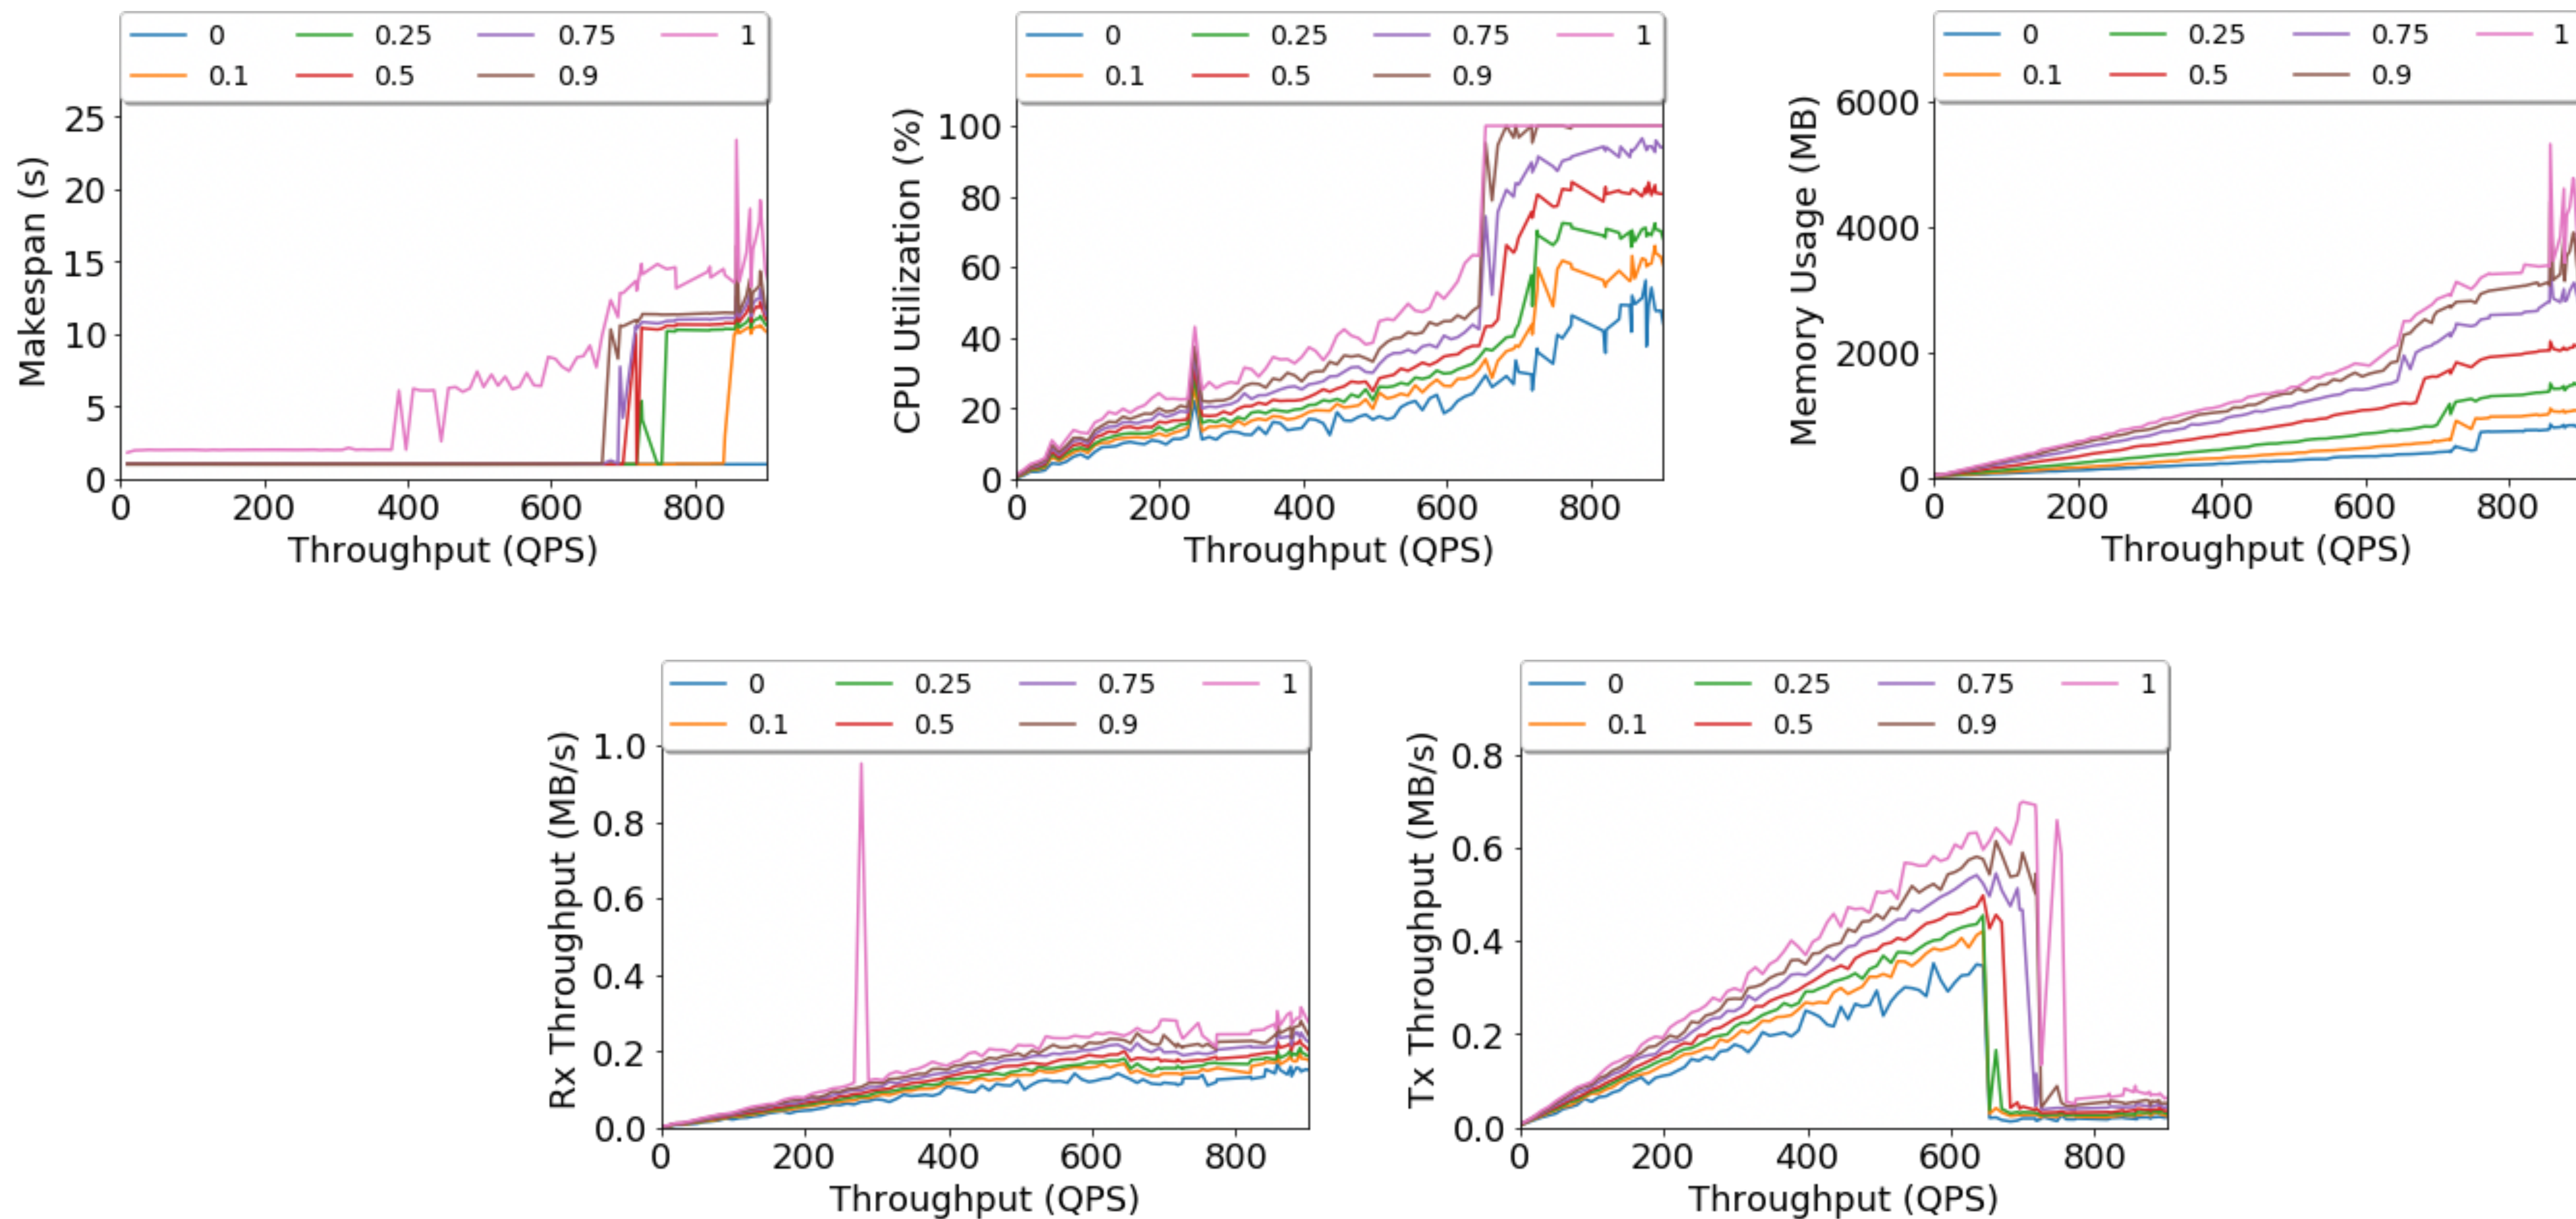 0 0.25 0.75 1
0.1 0.5 0.9
25
20
15
10
5
0
Makespan (s)
0 200 400 600 800
Throughput (QPS)
0 0.25 0.75 1
0.1 0.5 0.9
100
80
60
40
20
0
CPU Utilization (%)
0 200 400 600 800
Throughput (QPS)
0 0.25 0.75 1
0.1 0.5 0.9
6000
4000
2000
0
Memory Usage (MB)
0 200 400 600 800
Throughput (QPS)
0 0.25 0.75 1
0.1 0.5 0.9
1.0
0.8
0.6
0.4
0.2
0.0
Rx Throughput (MB/s)
0 200 400 600 800
Throughput (QPS)
0 0.25 0.75 1
0.1 0.5 0.9
0.8
0.6
0.4
0.2
0.0
Tx Throughput (MB/s)
0 200 400 600 800
Throughput (QPS)